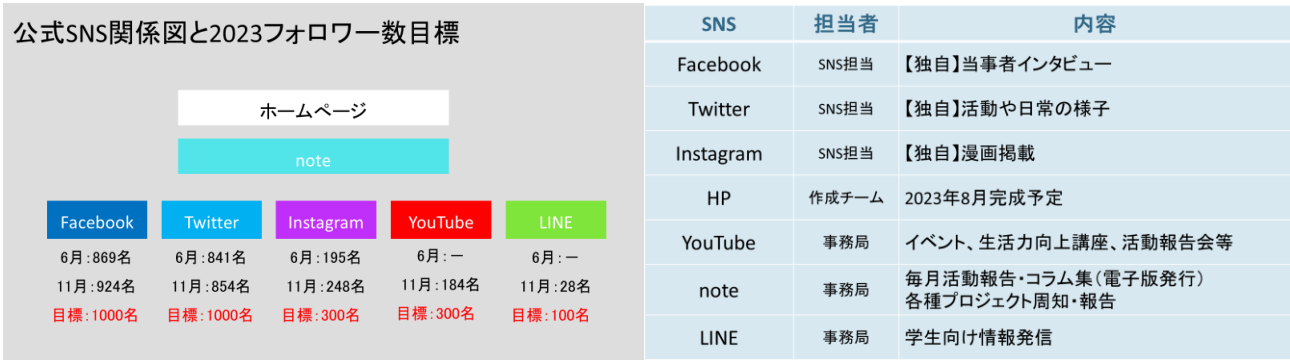 公式SNS関係図と2023フォロワー数目標
ホームページ
note
Facebook Twitter Instagram YouTube LINE
6月：869名 6月：841名 6月：195名 6月：ー 6月：ー
11月：924名 11月：854名 11月：248名 11月：184名 11月：28名
目標：1000名 目標：1000名 目標：300名 目標：300名 目標：100名
SNS 担当者 内容
Facebook SNS担当 【独自】当事者インタビュー
Twitter SNS担当 【独自】活動や日常の様子
Instagram SNS担当 【独自】漫画掲載
HP 作成チーム 2023年8月完成予定
YouTube 事務局 イベント、生活力向上講座、活動報告会等
note 事務局 毎月活動報告・コラム集（電子版発行）
各種プロジェクト周知・報告
LINE 事務局 学生向け情報発信